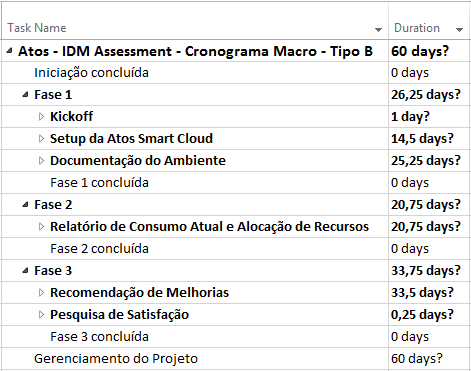 Task Name Duration
Atos - IDM Assessment - Cronograma Macro - Tipo B 60 days?
Iniciação concluída 0 days
Fase 1 26,25 days?
Kickoff 1 day?
Setup da Atos Smart Cloud 14,5 days?
Documentação do Ambiente 25,25 days?
Fase 1 concluída 0 days
Fase 2 20,75 days?
Relatório de Consumo Atual e Alocação de Recursos 20,75 days?
Fase 2 concluída 0 days
Fase 3 33,75 days?
Recomendação de Melhorias 33,5 days?
Pesquisa de Satisfação 0,25 days?
Fase 3 concluída 0 days
Gerenciamento do Projeto 60 days?